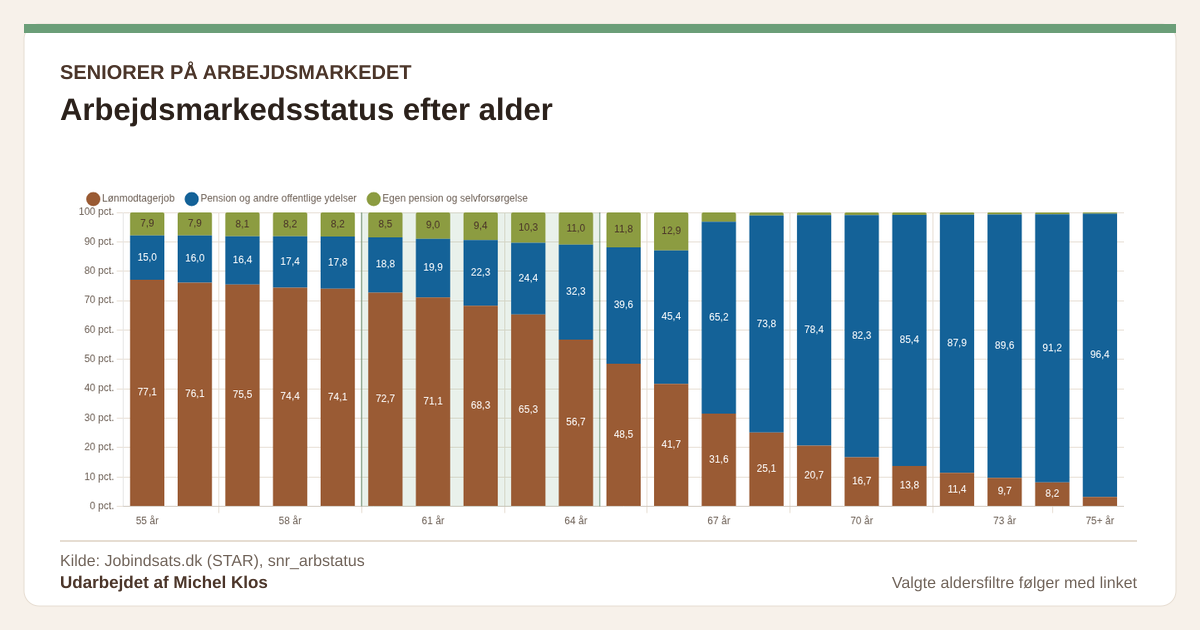 SENIORER PÅ ARBEJDSMARKEDET
Arbejdsmarkedsstatus efter alder
Lønmodtagerjob Pension og andre offentlige ydelser Egen pension og selvforsørgelse
100 pct.
90 pct.
80 pct.
70 pct.
60 pct.
50 pct.
40 pct.
30 pct.
20 pct.
10 pct.
0 pct.
7,9 7,9 8,1 8,2 8,2 8,5 9,0 9,4 10,3 11,0 11,8 12,9
15,0 16,0 16,4 17,4 17,8 18,8 19,9 22,3 24,4 32,3 39,6 45,4 65,2 73,8 78,4 82,3 85,4 87,9 89,6 91,2 96,4
77,1 76,1 75,5 74,4 74,1 72,7 71,1 68,3 65,3 56,7 48,5 41,7 31,6 25,1 20,7 16,7 13,8 11,4 9,7 8,2
55 år 58 år 61 år 64 år 67 år 70 år 73 år 75+ år
Kilde: Jobindsats.dk (STAR), snr_arbstatus
Udarbejdet af Michel Klos
Valgte aldersfiltre følger med linket